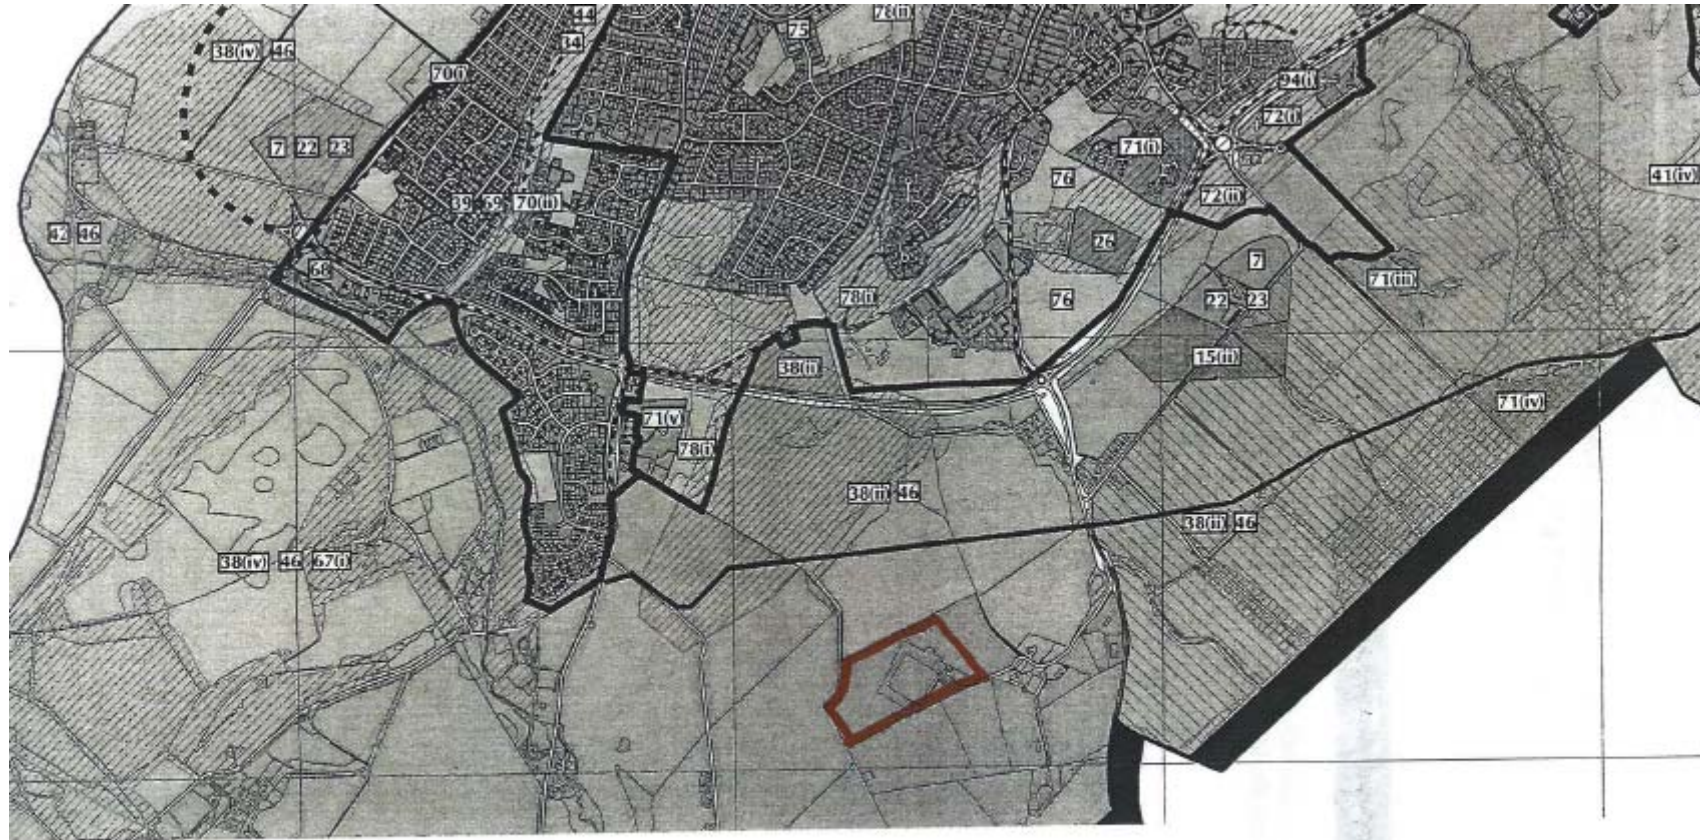 44
78(ii)
75
34
38(iv) 46
70(i)
94(i)
72(i)
7 22 23
71(i)
76
41(iv)
72(ii)
39 69 70(ii)
42 46
26
68
7
71(iii)
78(i)
76
22 23
15(ii)
38(ii)
71(iv)
71(v)
78(i)
38(ii) 46
38(ii) 46
38(iv) 46 67(i)